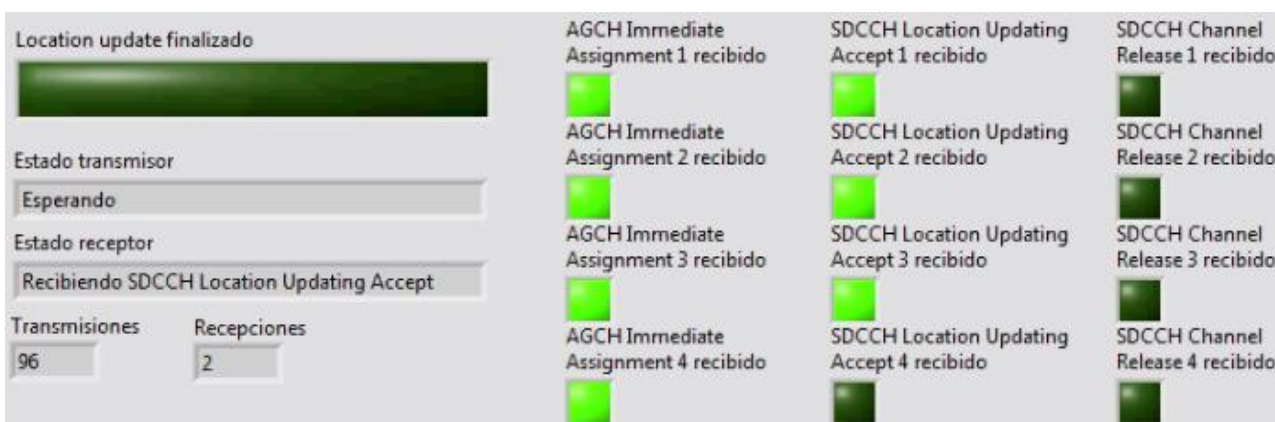 Location update finalizado
Estado transmisor
Esperando
Estado receptor
Recibiendo SDCCH Location Updating Accept
Transmisiones
96
Recepciones
2
AGCH Immediate
Assignment 1 recibido
SDCCH Location Updating
Accept 1 recibido
SDCCH Channel
Release 1 recibido
AGCH Immediate
Assignment 2 recibido
SDCCH Location Updating
Accept 2 recibido
SDCCH Channel
Release 2 recibido
AGCH Immediate
Assignment 3 recibido
SDCCH Location Updating
Accept 3 recibido
SDCCH Channel
Release 3 recibido
AGCH Immediate
Assignment 4 recibido
SDCCH Location Updating
Accept 4 recibido
SDCCH Channel
Release 4 recibido